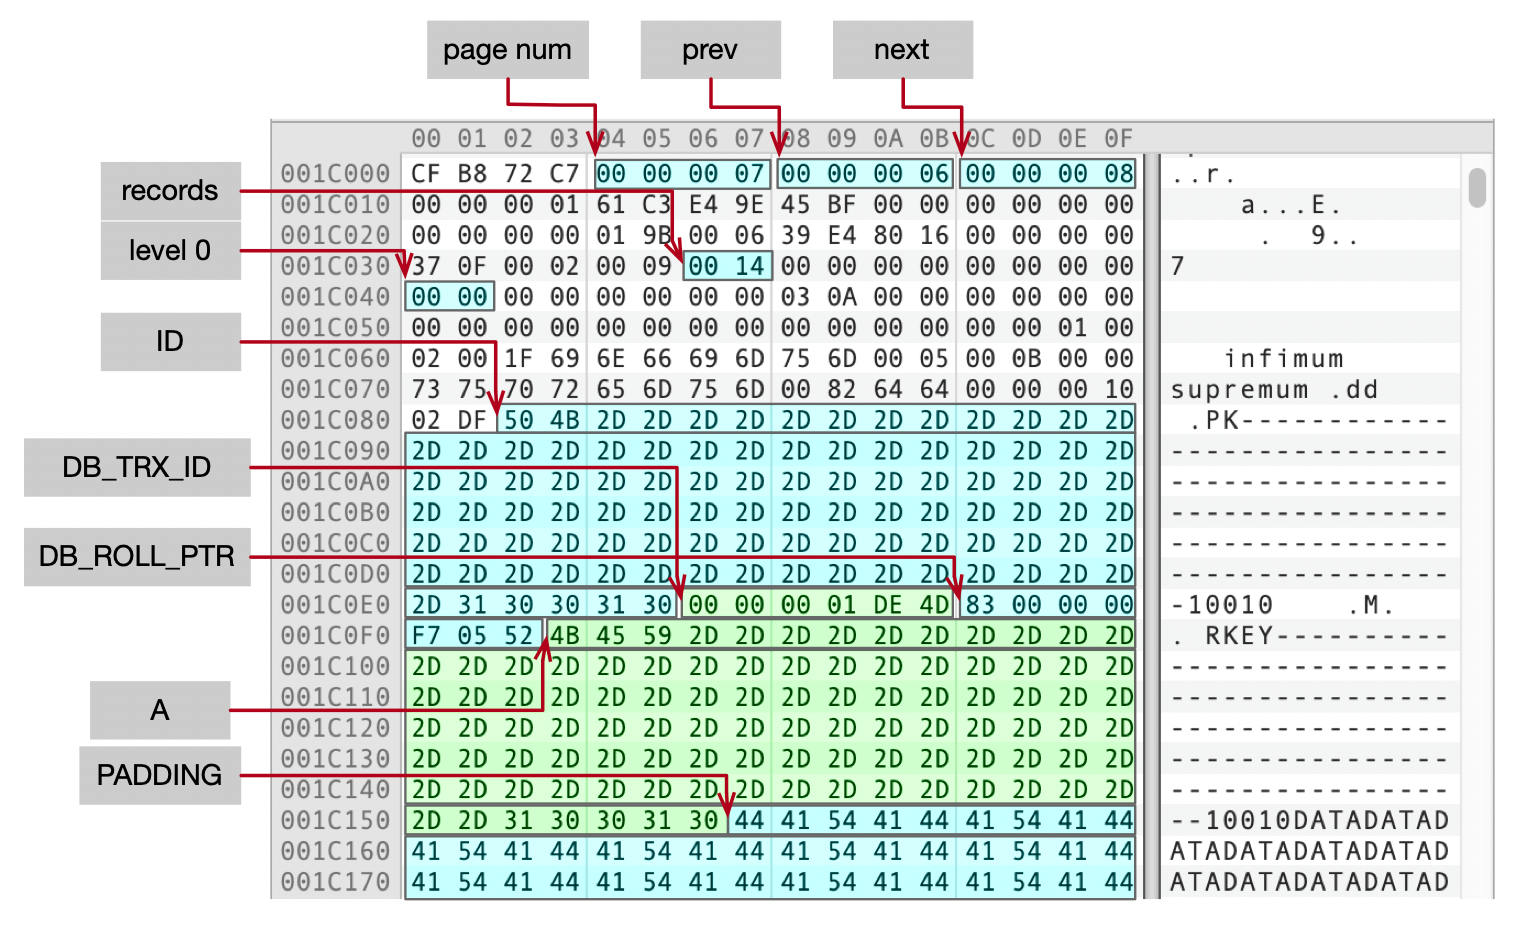 page num prev next
00 01 02 03 04 05 06 07 08 09 0A 0B 0C 0D 0E 0F
records
level 0
ID
DB_TRX_ID
DB_ROLL_PTR
A
PADDING
001C000 CF B8 72 C7 00 00 00 07 00 00 00 06 00 00 00 08 ..r.
001C010 00 00 00 01 61 C3 E4 9E 45 BF 00 00 00 00 00 00 a...E.
001C020 00 00 00 00 01 9B 00 06 39 E4 80 16 00 00 00 00 . 9..
001C030 37 0F 00 02 00 09 00 14 00 00 00 00 00 00 00 00 7
001C040 00 00 00 00 00 00 00 00 03 0A 00 00 00 00 00 00
001C050 00 00 00 00 00 00 00 00 00 00 00 00 00 00 01 00
001C060 02 00 1F 69 6E 66 69 6D 75 6D 00 05 00 0B 00 00 infimum
001C070 73 75 70 72 65 6D 75 6D 00 82 64 64 00 00 00 10 supremum .dd
001C080 02 DF 50 4B 2D 2D 2D 2D 2D 2D 2D 2D 2D 2D 2D 2D .PK------------
001C090 2D 2D 2D 2D 2D 2D 2D 2D 2D 2D 2D 2D 2D 2D 2D 2D ----------------
001C0A0 2D 2D 2D 2D 2D 2D 2D 2D 2D 2D 2D 2D 2D 2D 2D 2D ----------------
001C0B0 2D 2D 2D 2D 2D 2D 2D 2D 2D 2D 2D 2D 2D 2D 2D 2D ----------------
001C0C0 2D 2D 2D 2D 2D 2D 2D 2D 2D 2D 2D 2D 2D 2D 2D 2D ----------------
001C0D0 2D 2D 2D 2D 2D 2D 2D 2D 2D 2D 2D 2D 2D 2D 2D 2D ----------------
001C0E0 2D 31 30 30 31 30 00 00 00 01 DE 4D 83 00 00 00 -10010 .M.
001C0F0 F7 05 52 4B 45 59 2D 2D 2D 2D 2D 2D 2D 2D 2D 2D . RKEY----------
001C100 2D 2D 2D 2D 2D 2D 2D 2D 2D 2D 2D 2D 2D 2D 2D 2D ----------------
001C110 2D 2D 2D 2D 2D 2D 2D 2D 2D 2D 2D 2D 2D 2D 2D 2D ----------------
001C120 2D 2D 2D 2D 2D 2D 2D 2D 2D 2D 2D 2D 2D 2D 2D 2D ----------------
001C130 2D 2D 2D 2D 2D 2D 2D 2D 2D 2D 2D 2D 2D 2D 2D 2D ----------------
001C140 2D 2D 2D 2D 2D 2D 2D 2D 2D 2D 2D 2D 2D 2D 2D 2D ----------------
001C150 2D 2D 31 30 30 31 30 44 41 54 41 44 41 54 41 44 --10010DATADATAD
001C160 41 54 41 44 41 54 41 44 41 54 41 44 41 54 41 44 ATADATADATADATAD
001C170 41 54 41 44 41 54 41 44 41 54 41 44 41 54 41 44 ATADATADATADATAD